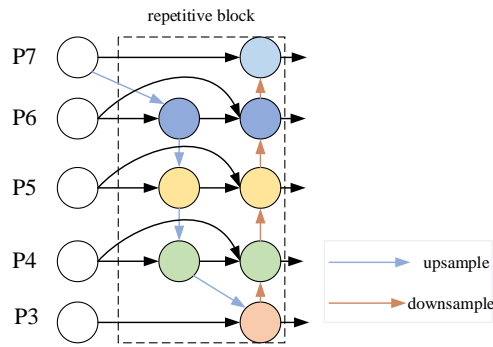 repetitive block
P7
P6
P5
P4
P3
upsample
downsample